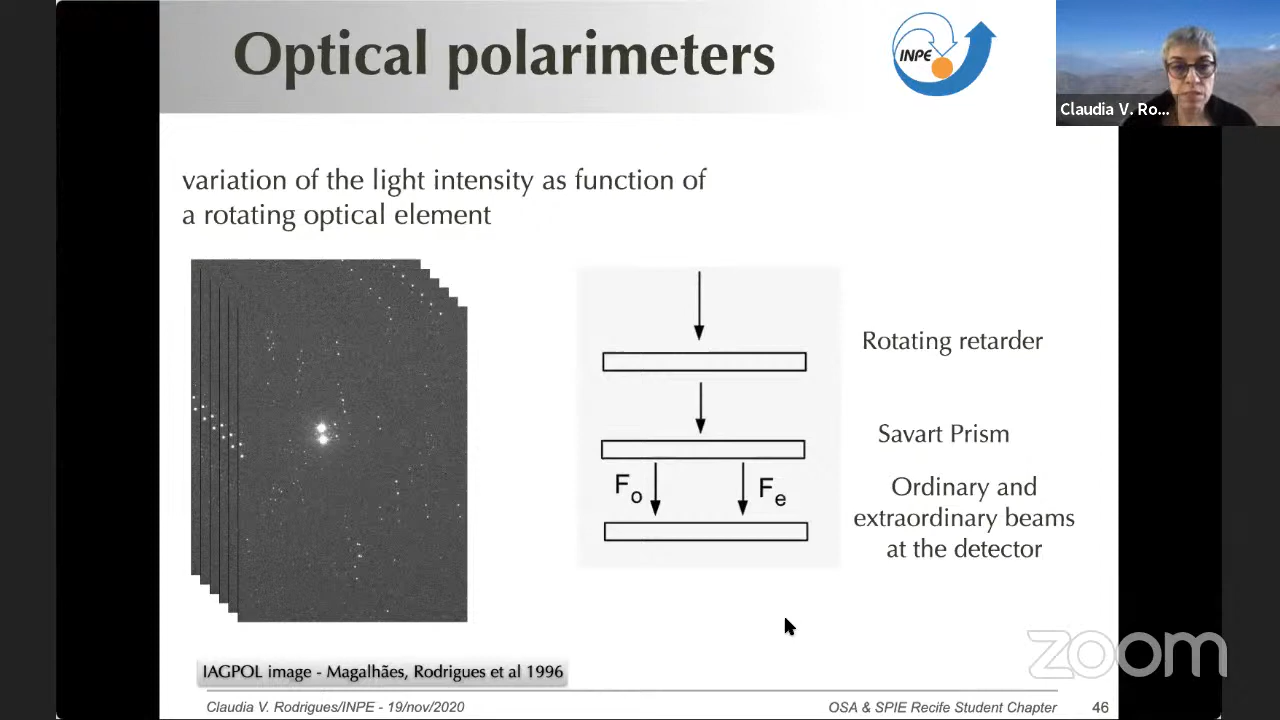 Optical polarimeters
INPE
Claudia V. Ro...
variation of the light intensity as function of
a rotating optical element
Rotating retarder
Savart Prism
Fo
Fe
Ordinary and
extraordinary beams
at the detector
IAGPOL image - Magalhães, Rodrigues et al 1996
Claudia V. Rodrigues/INPE - 19/nov/2020
OSA & SPIE Recife Student Chapter
46
zoom